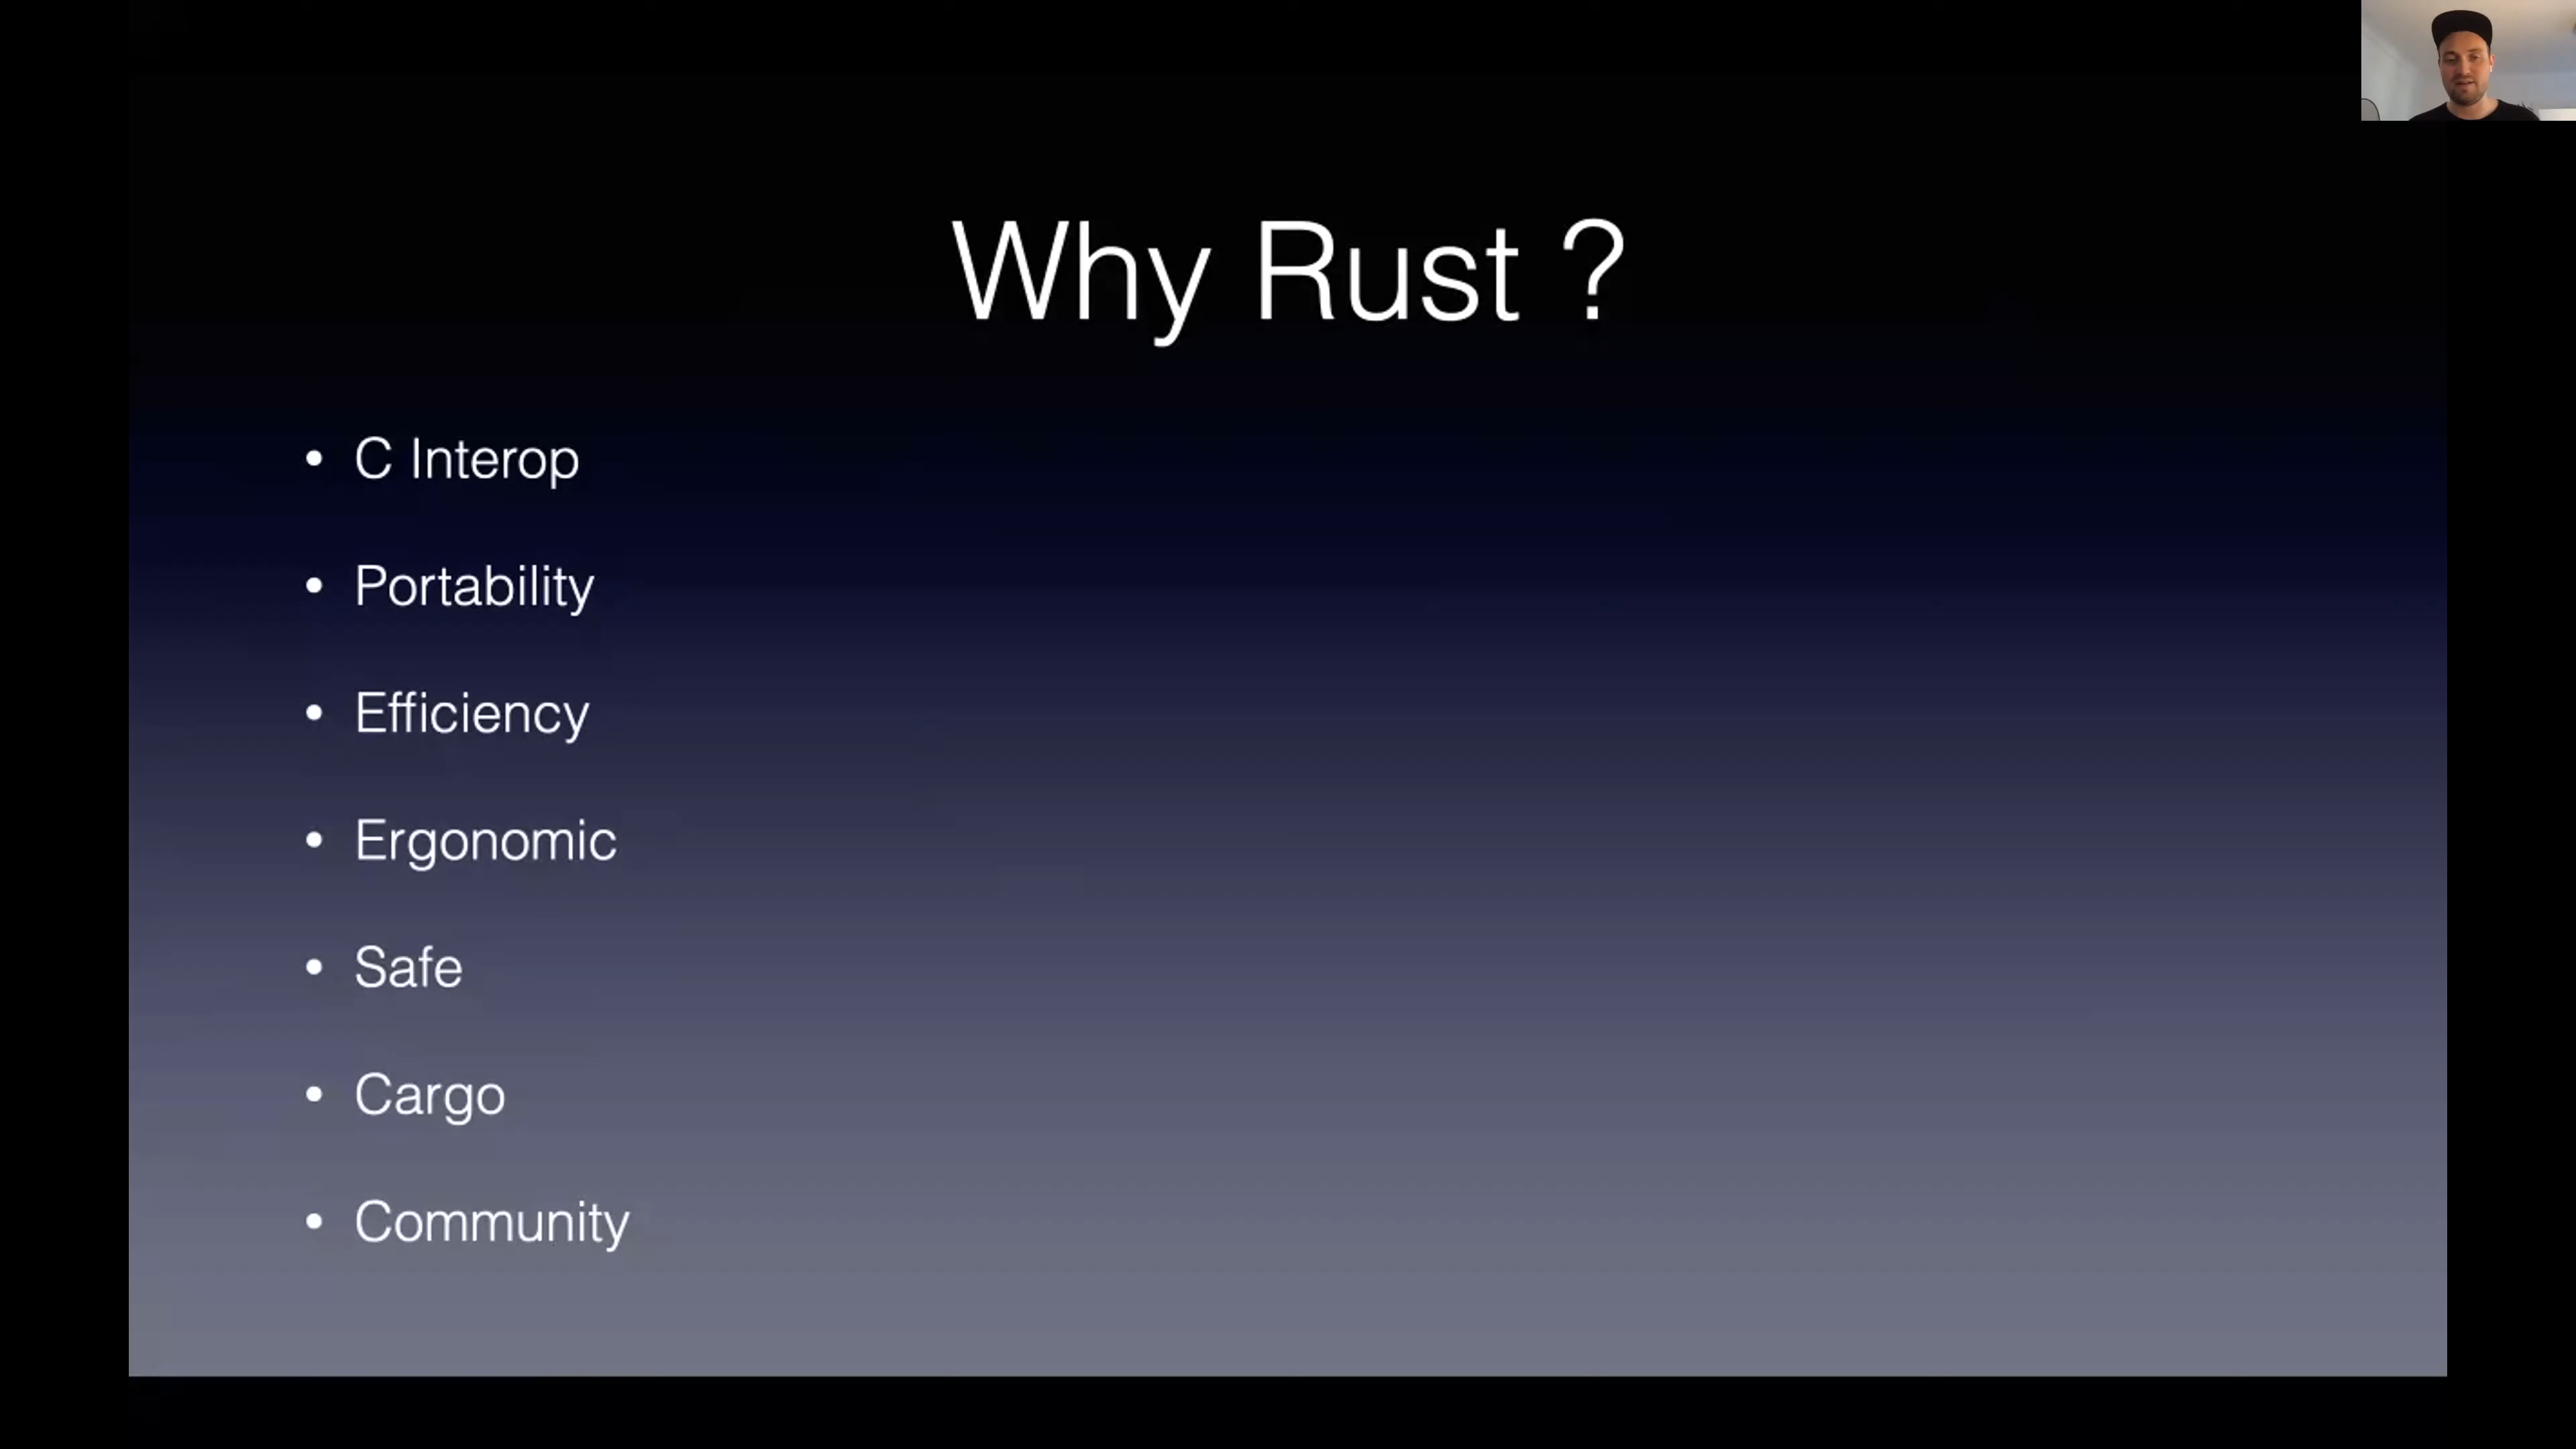 Why Rust ?
• C Interop
• Portability
• Efficiency
• Ergonomic
• Safe
• Cargo
• Community